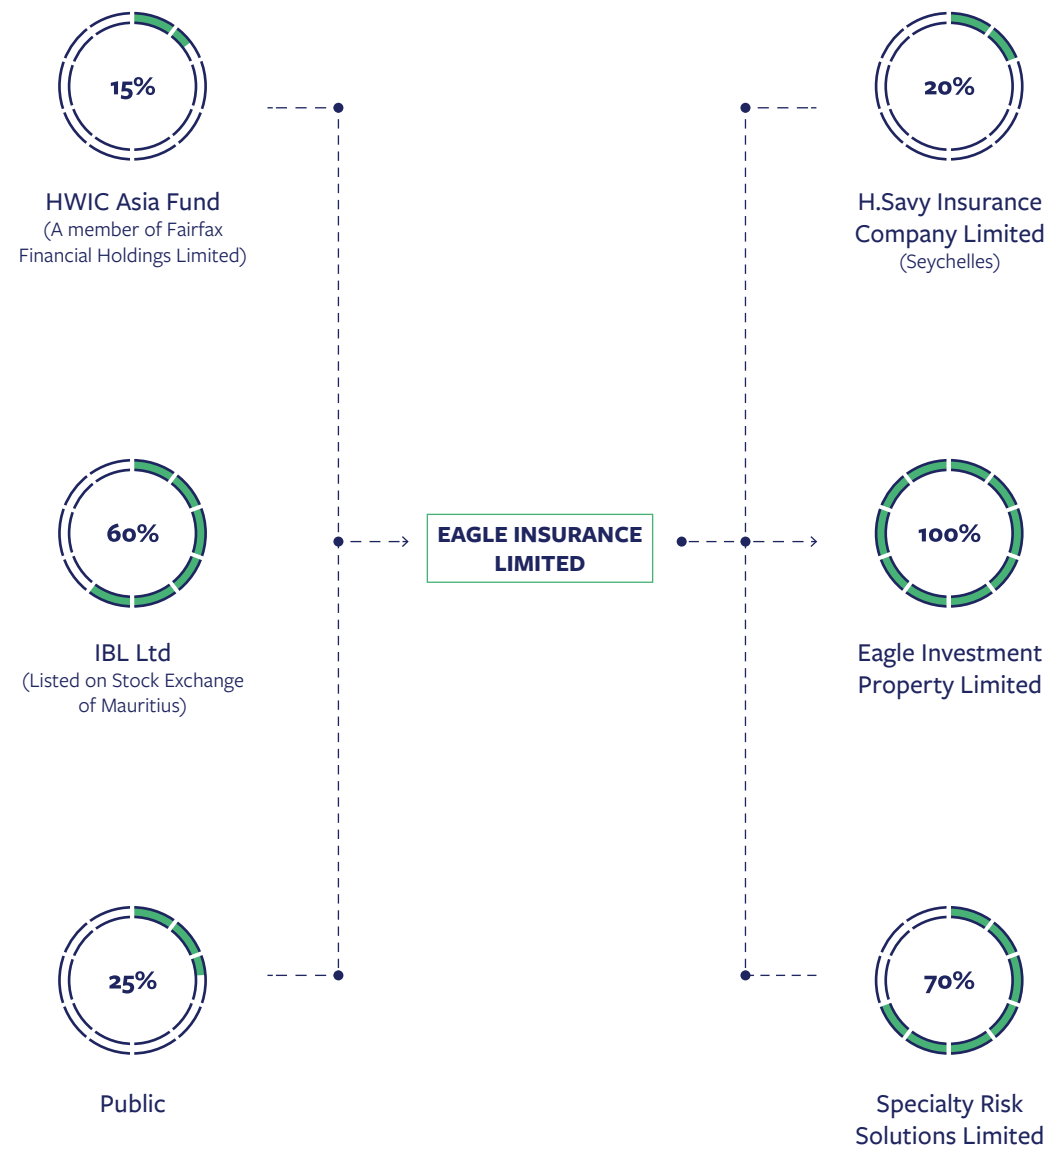 15%
HWIC Asia Fund
(A member of Fairfax
Financial Holdings Limited)
60%
IBL Ltd
(Listed on Stock Exchange
of Mauritius)
25%
Public
EAGLE INSURANCE
LIMITED
20%
H.Savy Insurance
Company Limited
(Seychelles)
100%
Eagle Investment
Property Limited
70%
Specialty Risk
Solutions Limited